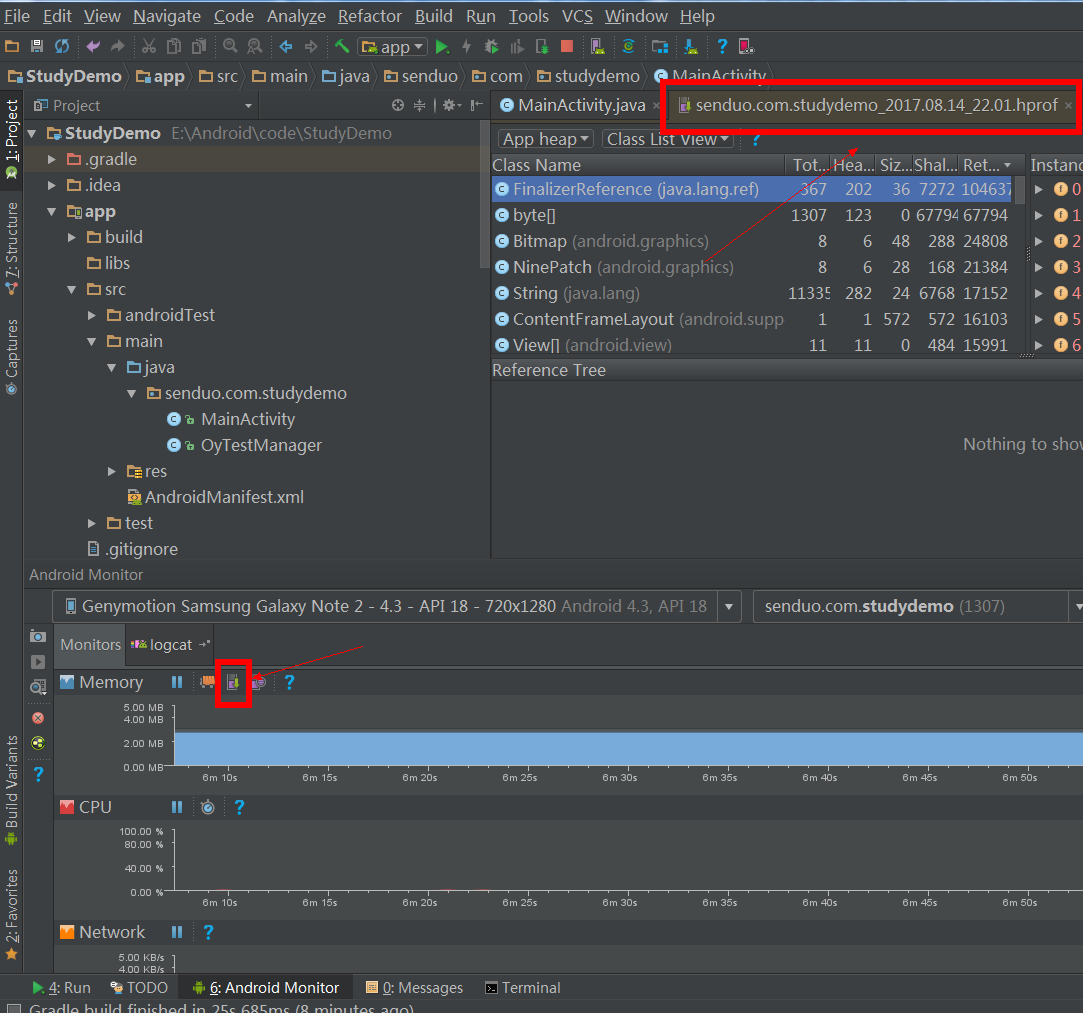 File Edit View Navigate Code Analyze Refactor Build Run Tools VCS Window Help
app
StudyDemo app src main java senduo com studydemo MainActivity
1: Project
7: Structure
Captures
Build Variants
2: Favorites
Project
StudyDemo E:\Android\code\StudyDemo
.gradle
.idea
app
build
libs
src
androidTest
main
java
senduo.com.studydemo
MainActivity
OyTestManager
res
AndroidManifest.xml
test
.gitignore
MainActivity.java senduo.com.studydemo_2017.08.14_22.01.hprof
App heap Class List View ?
Class Name Tot... Hea... Siz... Shal... Ret... Instanc
FinalizerReference (java.lang.ref) 367 202 36 7272 104637 0
byte[] 1307 123 0 67794 67794 1
Bitmap (android.graphics) 8 6 48 288 24808 2
NinePatch (android.graphics) 8 6 28 168 21384 3
String (java.lang) 11335 282 24 6768 17152 4
ContentFrameLayout (android.supp 1 1 572 572 16103 5
View[] (android.view) 11 11 0 484 15991 6
Reference Tree
Nothing to show
Android Monitor
Genymotion Samsung Galaxy Note 2 - 4.3 - API 18 - 720x1280 Android 4.3, API 18 senduo.com.studydemo (1307)
Monitors logcat
Memory ?
5.00 MB
4.00 MB
2.00 MB
0.00 MB
6m 10s 6m 15s 6m 20s 6m 25s 6m 30s 6m 35s 6m 40s 6m 45s 6m 50s
CPU ?
100.00 %
80.00 %
40.00 %
0.00 %
6m 10s 6m 15s 6m 20s 6m 25s 6m 30s 6m 35s 6m 40s 6m 45s 6m 50s
Network ?
5.00 KB/s
4.00 KB/s
4: Run TODO 6: Android Monitor 0: Messages Terminal
Gradle build finished in 25s 685ms (8 minutes ago)